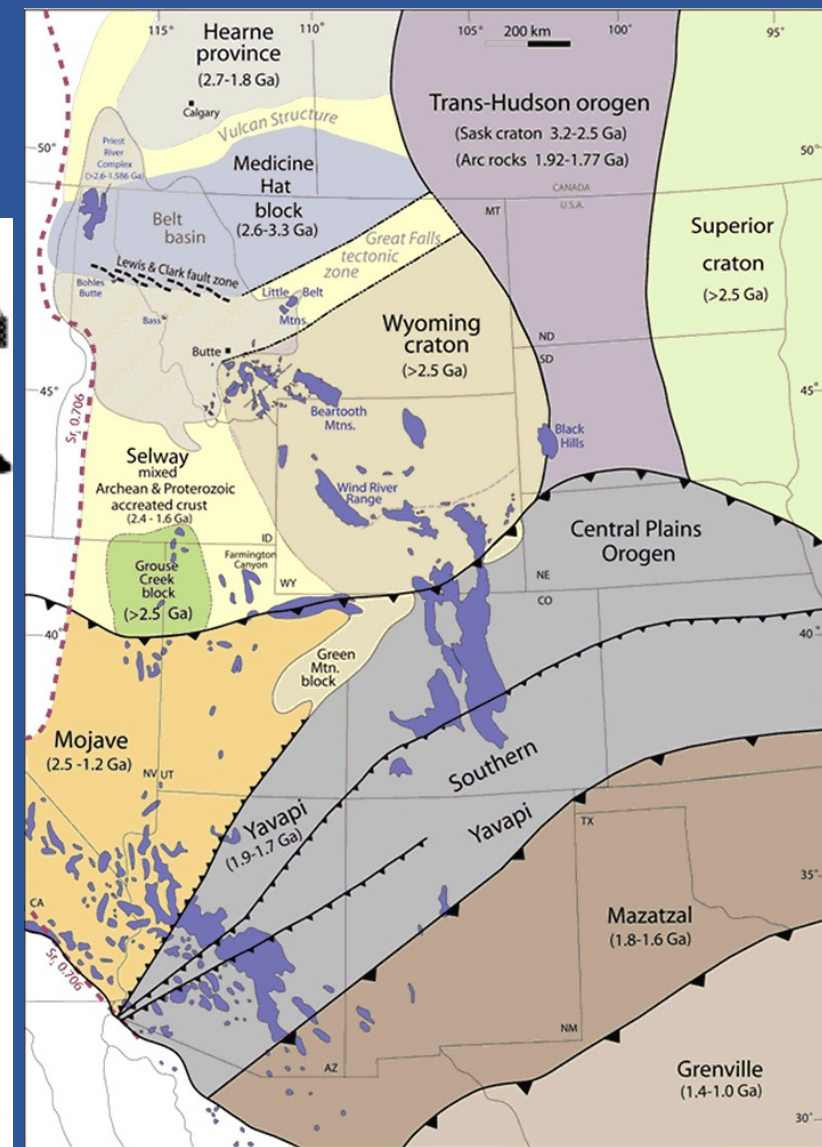 115°
110°
105°
100°
95°
200 km
Hearne
province
(2.7-1.8 Ga)
Calgary
Vulcan Structure
Trans-Hudson orogen
(Sask craton 3.2-2.5 Ga)
(Arc rocks 1.92-1.77 Ga)
50°
50°
Priest
River
Complex
(>2.6-1.586 Ga)
Medicine
Hat
block
(2.6-3.3 Ga)
CANADA
U.S.A.
MT
Belt
basin
Great Falls
tectonic
zone
Superior
craton
(>2.5 Ga)
Lewis & Clark fault zone
Bohles
Butte
Little Belt
Mtns.
Bass
Butte
Wyoming
craton
(>2.5 Ga)
ND
SD
45°
45°
Sri 0.706
Beartooth
Mtns.
Black
Hills
Selway
mixed
Archean & Proterozoic
accreated crust
(2.4 - 1.6 Ga)
Wind River
Range
Central Plains
Orogen
ID
Farmington
Canyon
Grouse
Creek
block
(>2.5 Ga)
WY
NE
CO
40°
40°
Green
Mtn.
block
Mojave
(2.5 -1.2 Ga)
NV UT
Southern
Yavapi
Yavapi
(1.9-1.7 Ga)
TX
35°
CA
Mazatzal
(1.8-1.6 Ga)
Sri 0.706
NM
AZ
Grenville
(1.4-1.0 Ga)
30°